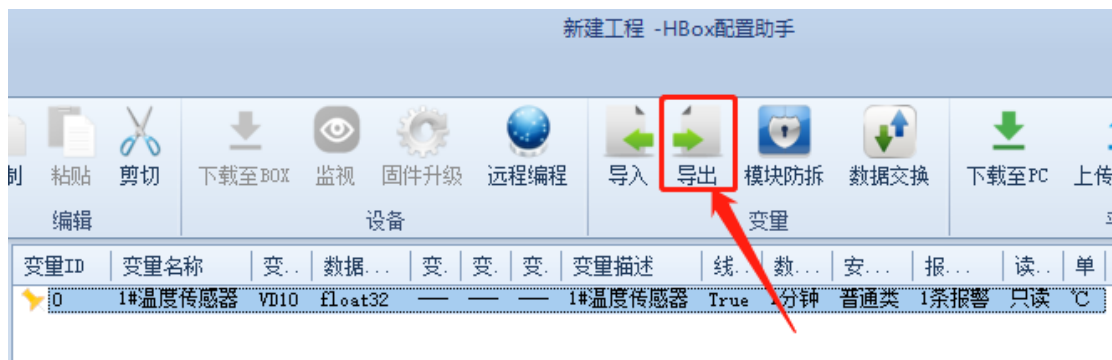 新建工程 -HBox配置助手
制 粘贴 剪切 下载至BOX 监视 固件升级 远程编程 导入 导出 模块防拆 数据交换 下载至PC 上传
编辑 设备 变量
变量ID 变量名称 变.. 数据... 变. 变. 变. 变量描述 线.. 数... 安... 报... 读.. 单
0 1#温度传感器 VD10 float32 —— —— —— 1#温度传感器 True 分钟 普通类 1条报警 只读 ℃